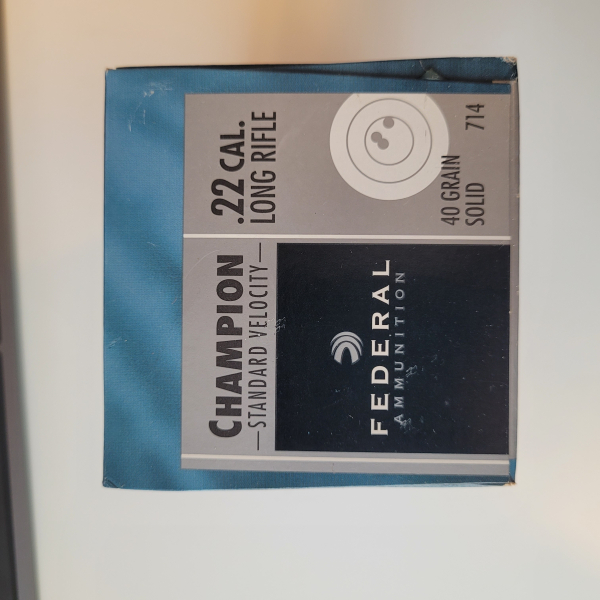 CHAMPION
—STANDARD VELOCITY—
.22 CAL.
LONG RIFLE
FEDERAL
AMMUNITION
40 GRAIN
SOLID
714